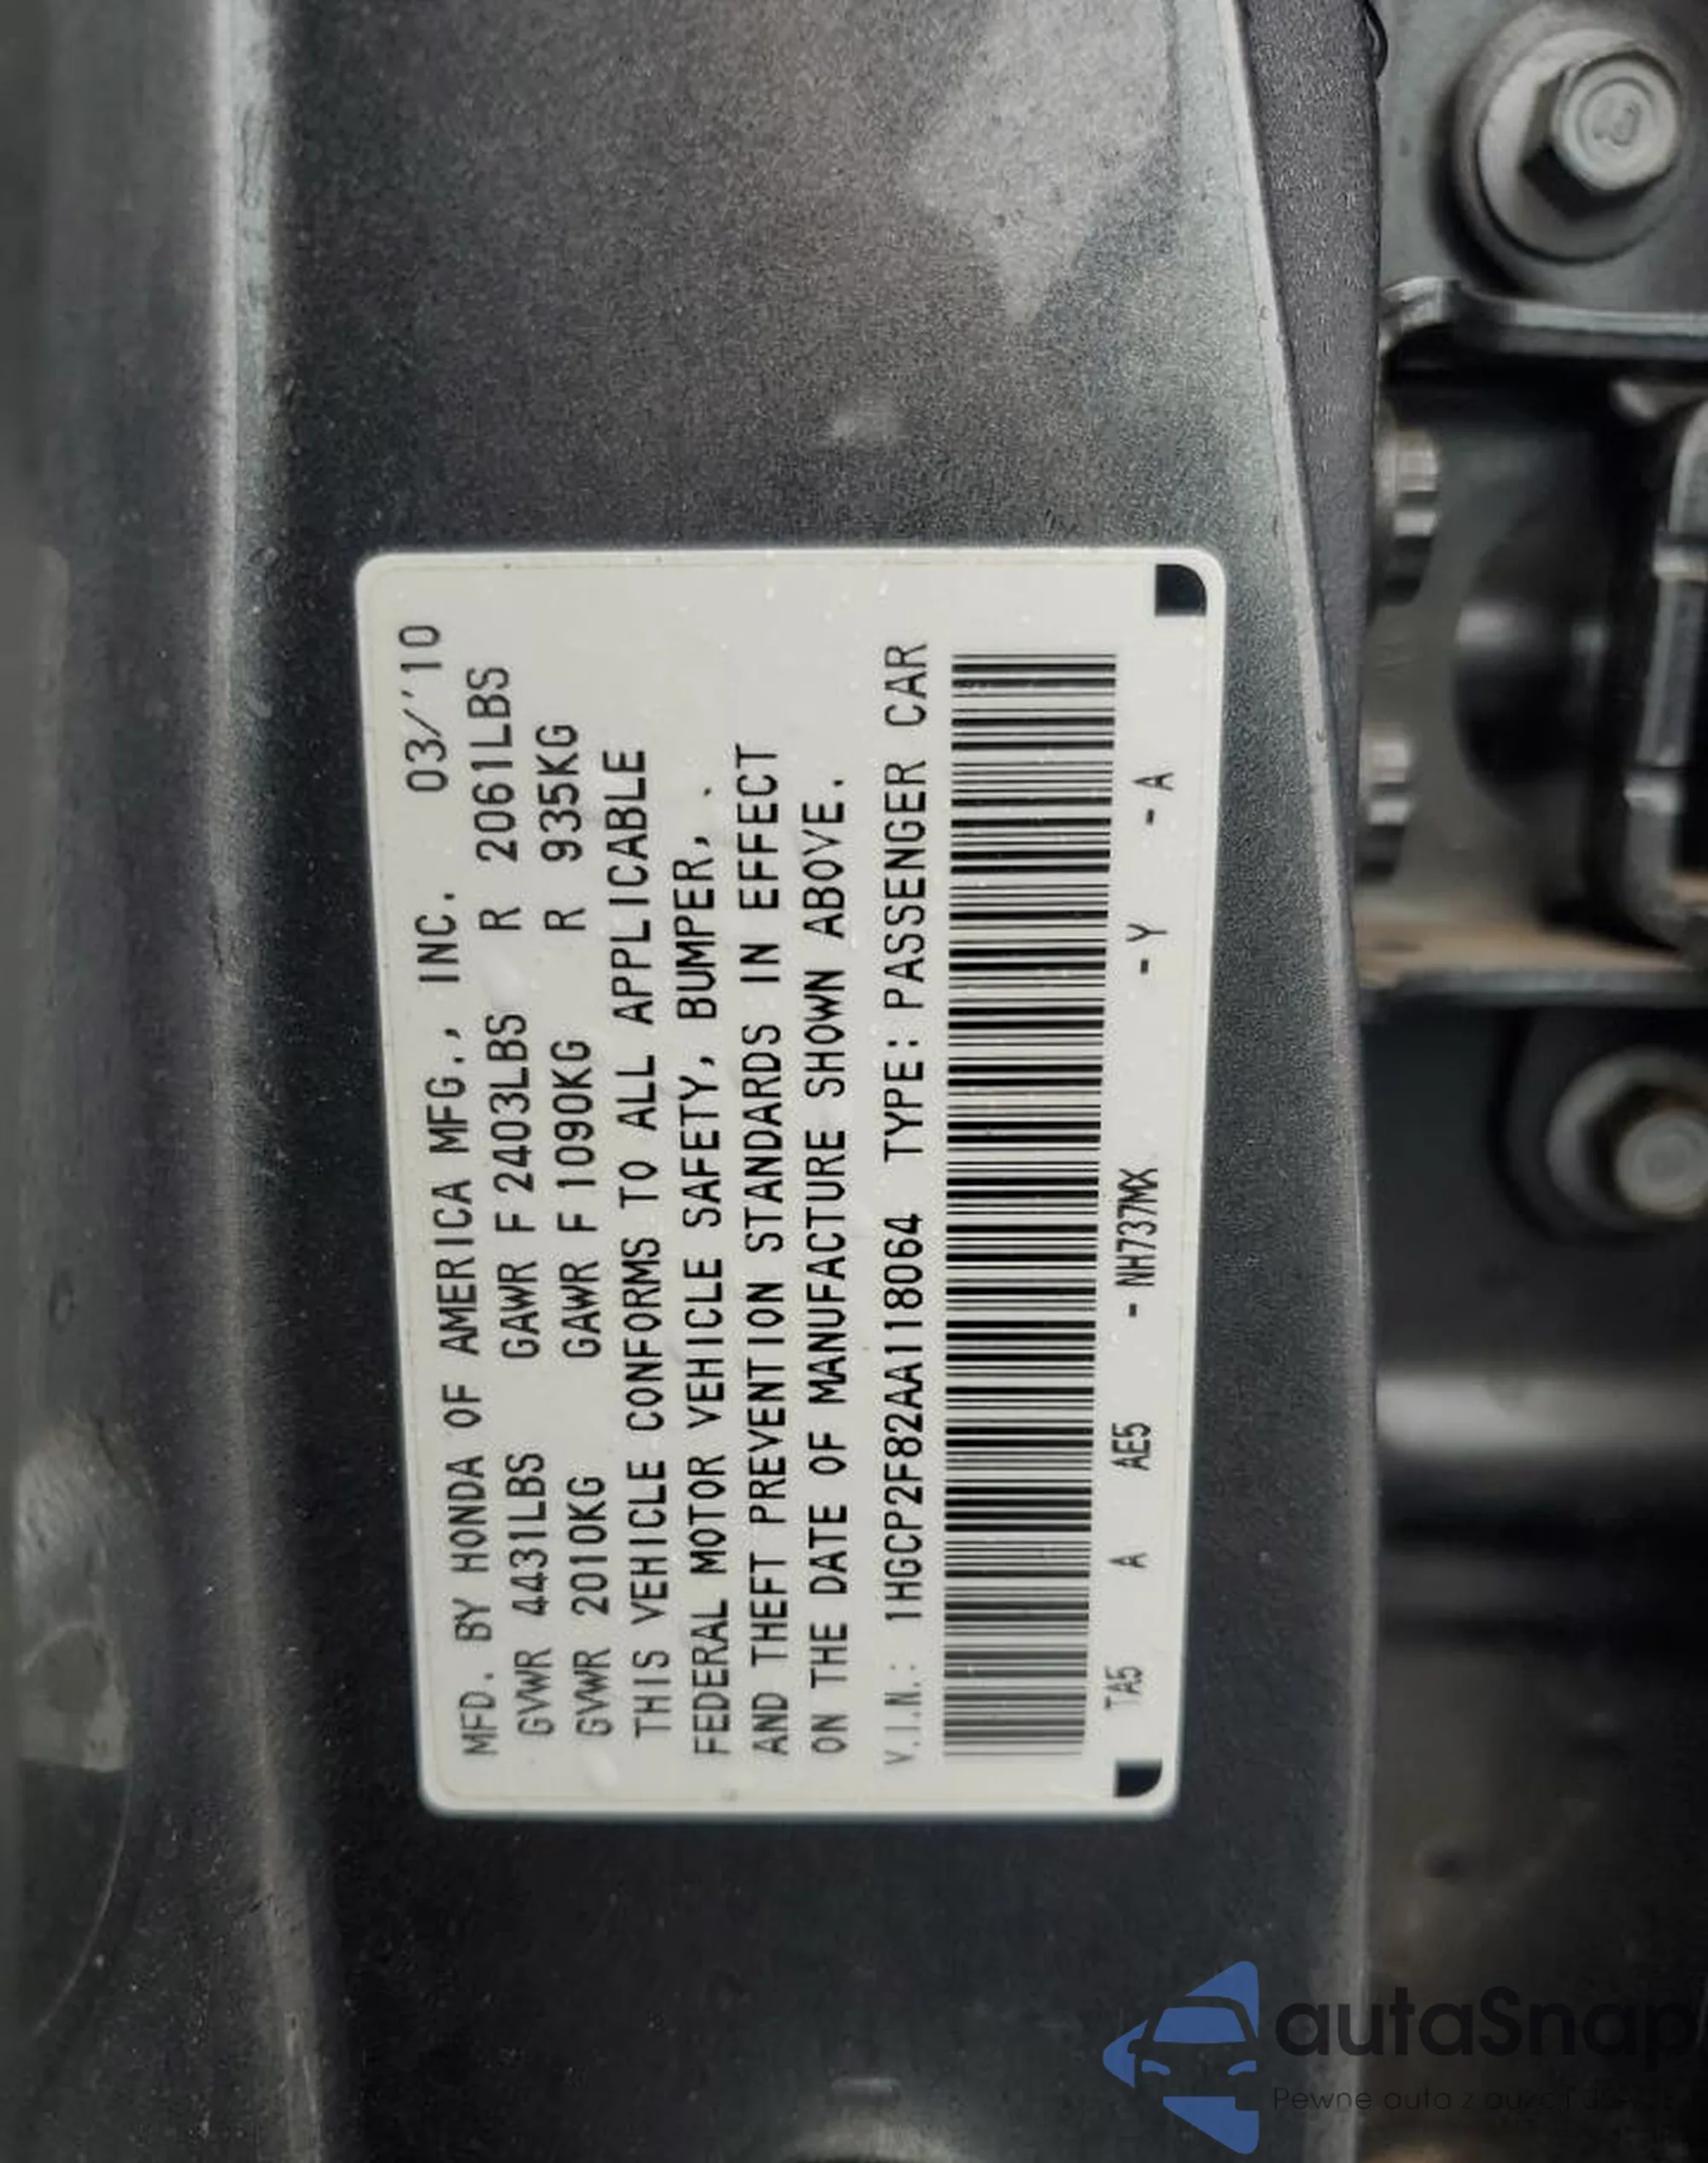 MFD. BY HONDA OF AMERICA MFG., INC. 03/'10
GVWR 4431LBS GAWR F 2403LBS R 2061LBS
GVWR 2010KG GAWR F 1090KG R 935KG
THIS VEHICLE CONFORMS TO ALL APPLICABLE
FEDERAL MOTOR VEHICLE SAFETY, BUMPER,
AND THEFT PREVENTION STANDARDS IN EFFECT
ON THE DATE OF MANUFACTURE SHOWN ABOVE.
V.I.N.: 1HGCP2F82AA118064 TYPE: PASSENGER CAR
TA5 A AE5 - NH737MX - Y - A
autaSnap
Pewne auta z